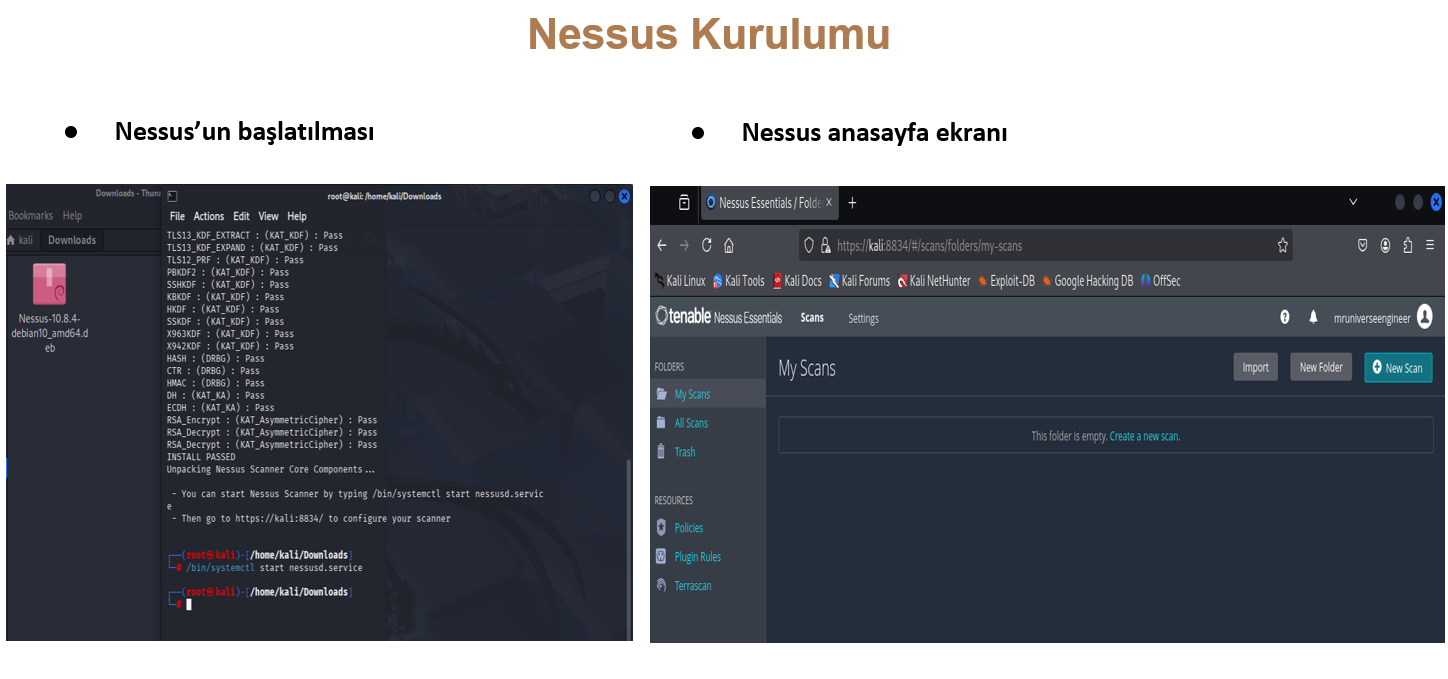 Nessus Kurulumu
● Nessus’un başlatılması
● Nessus anasayfa ekranı
Downloads - Thuna
Bookmarks Help
kali Downloads
Nessus-10.8.4-
debian10_amd64.d
eb
root@kali: /home/kali/Downloads
File Actions Edit View Help
TLS13_KDF_EXTRACT : (KAT_KDF) : Pass
TLS13_KDF_EXPAND : (KAT_KDF) : Pass
TLS12_PRF : (KAT_KDF) : Pass
PBKDF2 : (KAT_KDF) : Pass
SSHKDF : (KAT_KDF) : Pass
KBKDF : (KAT_KDF) : Pass
HKDF : (KAT_KDF) : Pass
SSKDF : (KAT_KDF) : Pass
X963KDF : (KAT_KDF) : Pass
X942KDF : (KAT_KDF) : Pass
HASH : (DRBG) : Pass
CTR : (DRBG) : Pass
HMAC : (DRBG) : Pass
DH : (KAT_KA) : Pass
ECDH : (KAT_KA) : Pass
RSA_Encrypt : (KAT_AsymmetricCipher) : Pass
RSA_Decrypt : (KAT_AsymmetricCipher) : Pass
RSA_Decrypt : (KAT_AsymmetricCipher) : Pass
INSTALL PASSED
Unpacking Nessus Scanner Core Components ...
- You can start Nessus Scanner by typing /bin/systemctl start nessusd.servic
e
- Then go to https://kali:8834/ to configure your scanner
┌──(root㉿kali)-[/home/kali/Downloads]
└─# /bin/systemctl start nessusd.service
┌──(root㉿kali)-[/home/kali/Downloads]
└─#
Nessus Essentials / Folde X +
https://kali:8834/#/scans/folders/my-scans
Kali Linux Kali Tools Kali Docs Kali Forums Kali NetHunter Exploit-DB Google Hacking DB OffSec
tenable Nessus Essentials Scans Settings mruniverseengineer
FOLDERS
My Scans
All Scans
Trash
RESOURCES
Policies
Plugin Rules
Terrascan
My Scans Import New Folder New Scan
This folder is empty. Create a new scan.